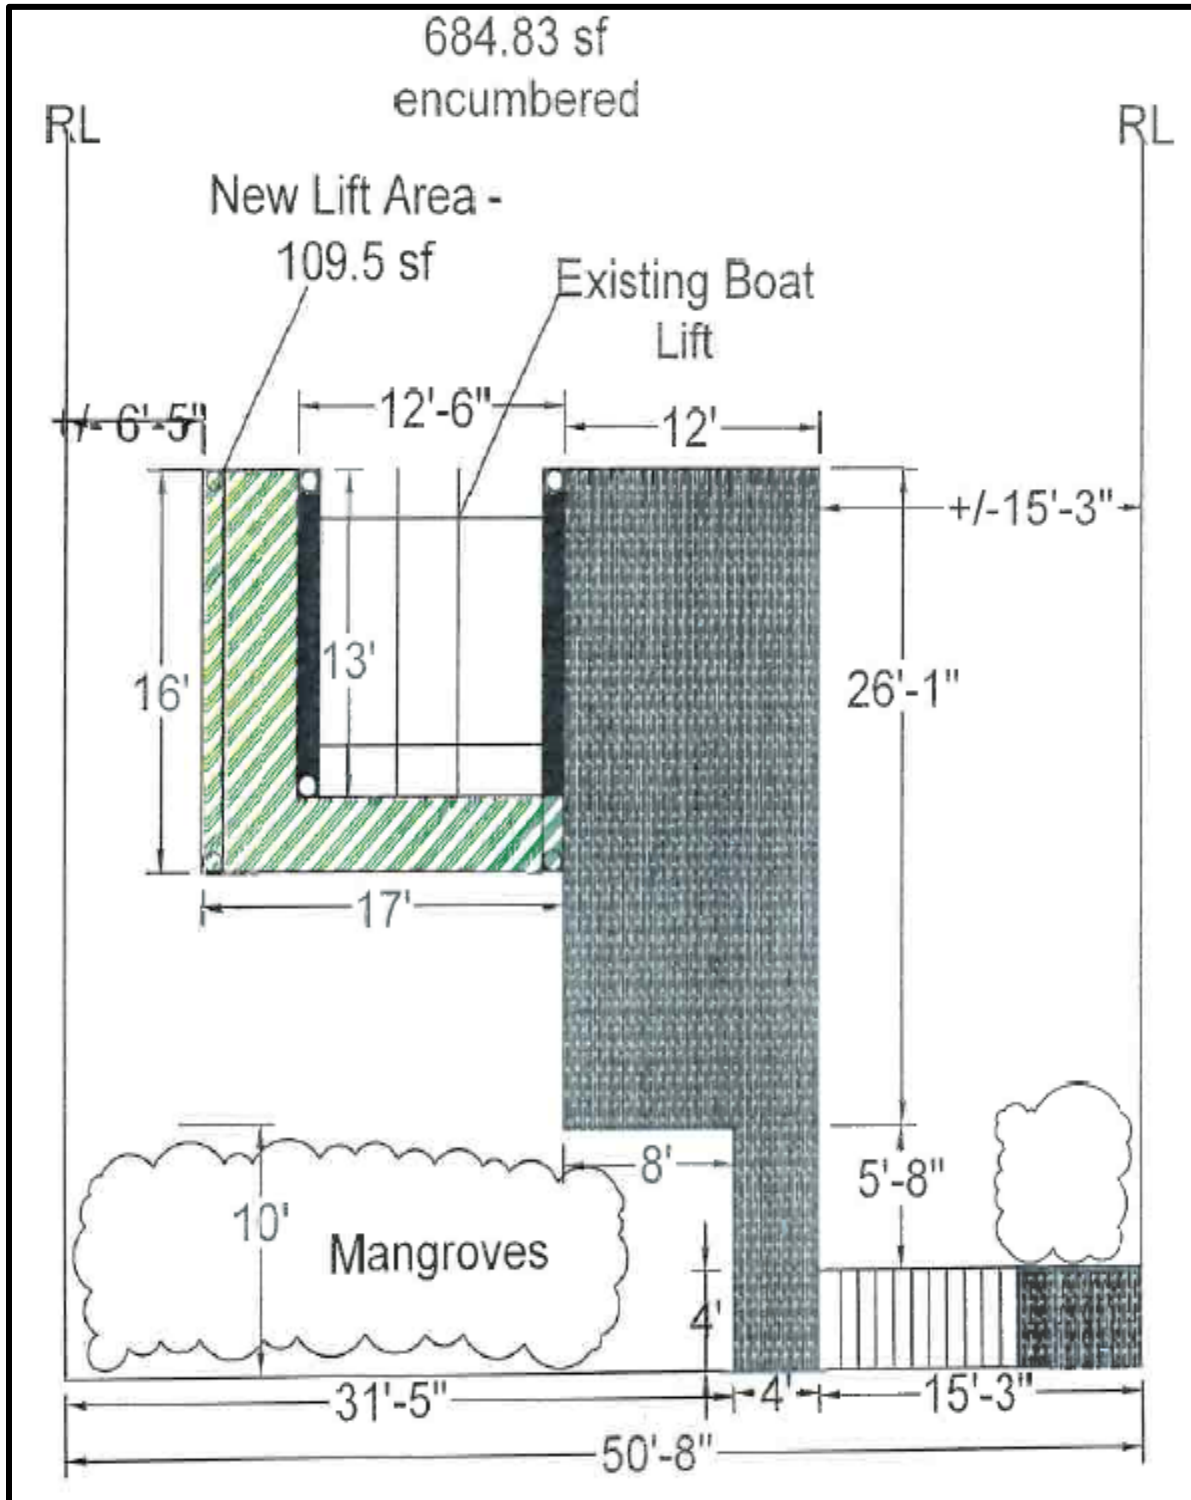 684.83 sf
encumbered
RL
RL
New Lift Area -
109.5 sf
Existing Boat
Lift
+/- 6'-5"
12'-6"
12'
+/-15'-3"
16'
13'
26'-1"
17'
8'
5'-8"
10'
Mangroves
4'
31'-5"
4'
15'-3"
50'-8"